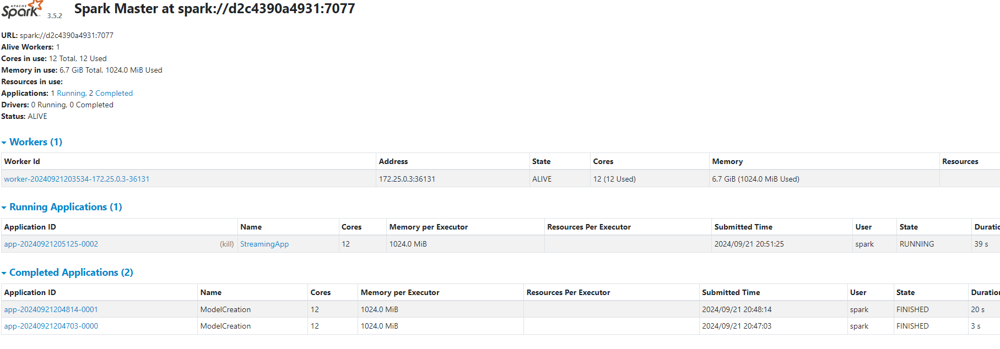 APACHE
Spark 3.5.2 Spark Master at spark://d2c4390a4931:7077
URL: spark://d2c4390a4931:7077
Alive Workers: 1
Cores in use: 12 Total, 12 Used
Memory in use: 6.7 GiB Total, 1024.0 MiB Used
Resources in use:
Applications: 1 Running, 2 Completed
Drivers: 0 Running, 0 Completed
Status: ALIVE
Workers (1)
Worker Id Address State Cores Memory Resources
worker-20240921203534-172.25.0.3-36131 172.25.0.3:36131 ALIVE 12 (12 Used) 6.7 GiB (1024.0 MiB Used)
Running Applications (1)
Application ID Name Cores Memory per Executor Resources Per Executor Submitted Time User State Duratio
app-20240921205125-0002 (kill) StreamingApp 12 1024.0 MiB 2024/09/21 20:51:25 spark RUNNING 39 s
Completed Applications (2)
Application ID Name Cores Memory per Executor Resources Per Executor Submitted Time User State Duration
app-20240921204814-0001 ModelCreation 12 1024.0 MiB 2024/09/21 20:48:14 spark FINISHED 20 s
app-20240921204703-0000 ModelCreation 12 1024.0 MiB 2024/09/21 20:47:03 spark FINISHED 3 s